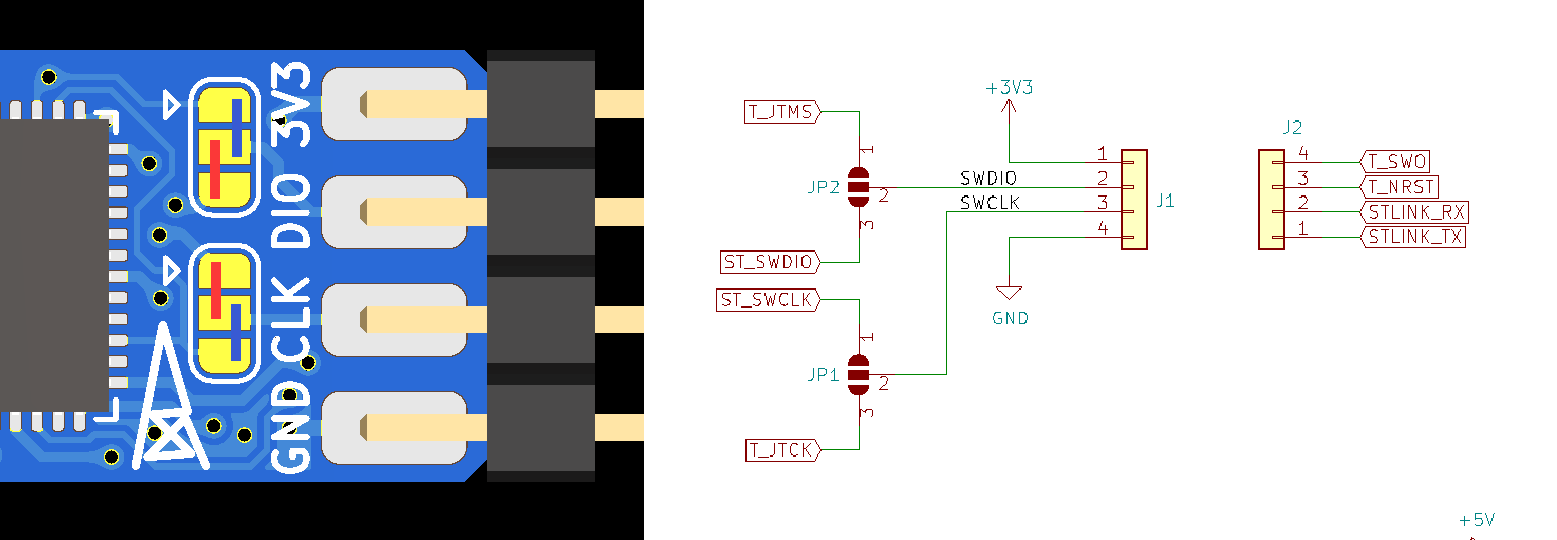 3V3
DIO
CLK
GND
+3V3
T_JTMS
1
JP2
2
3
ST_SWDIO
ST_SWCLK
1
JP1
2
3
T_JTCK
SWDIO
SWCLK
1
2
3
4
J1
GND
J2
4
T_SWO
3
T_NRST
2
STLINK_RX
1
STLINK_TX
+5V